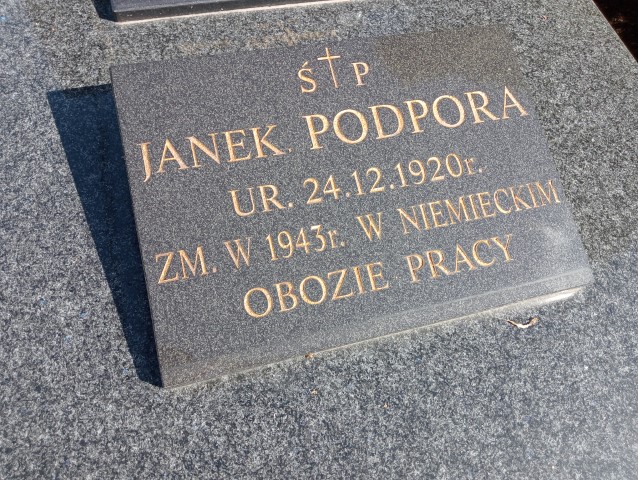 Ś † P
JANEK PODPORA
UR. 24.12.1920r.
ZM. W 1943r. W NIEMIECKIM
OBOZIE PRACY